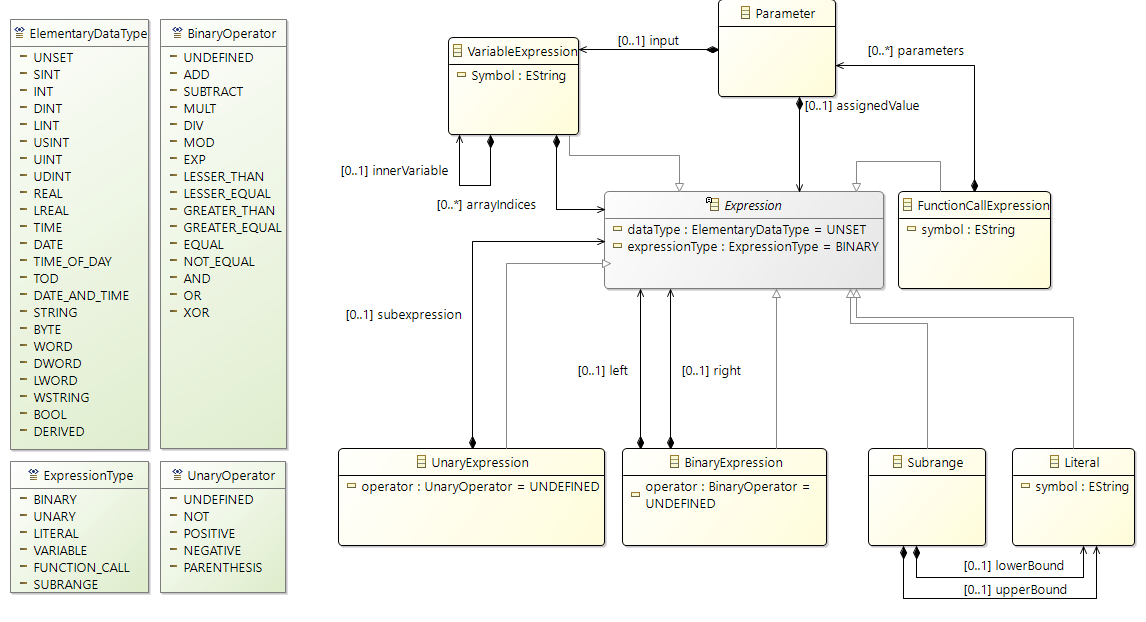 ElementaryDataType
UNSET
SINT
INT
DINT
LINT
USINT
UINT
UDINT
REAL
LREAL
TIME
DATE
TIME_OF_DAY
TOD
DATE_AND_TIME
STRING
BYTE
WORD
DWORD
LWORD
WSTRING
BOOL
DERIVED
BinaryOperator
UNDEFINED
ADD
SUBTRACT
MULT
DIV
MOD
EXP
LESSER_THAN
LESSER_EQUAL
GREATER_THAN
GREATER_EQUAL
EQUAL
NOT_EQUAL
AND
OR
XOR
ExpressionType
BINARY
UNARY
LITERAL
VARIABLE
FUNCTION_CALL
SUBRANGE
UnaryOperator
UNDEFINED
NOT
POSITIVE
NEGATIVE
PARENTHESIS
VariableExpression
Symbol : EString
[0..1] input
Parameter
[0..*] parameters
[0..1] assignedValue
[0..1] innerVariable
[0..*] arrayIndices
Expression
dataType : ElementaryDataType = UNSET
expressionType : ExpressionType = BINARY
FunctionCallExpression
symbol : EString
[0..1] subexpression
[0..1] left
[0..1] right
UnaryExpression
operator : UnaryOperator = UNDEFINED
BinaryExpression
operator : BinaryOperator =
UNDEFINED
Subrange
Literal
symbol : EString
[0..1] lowerBound
[0..1] upperBound